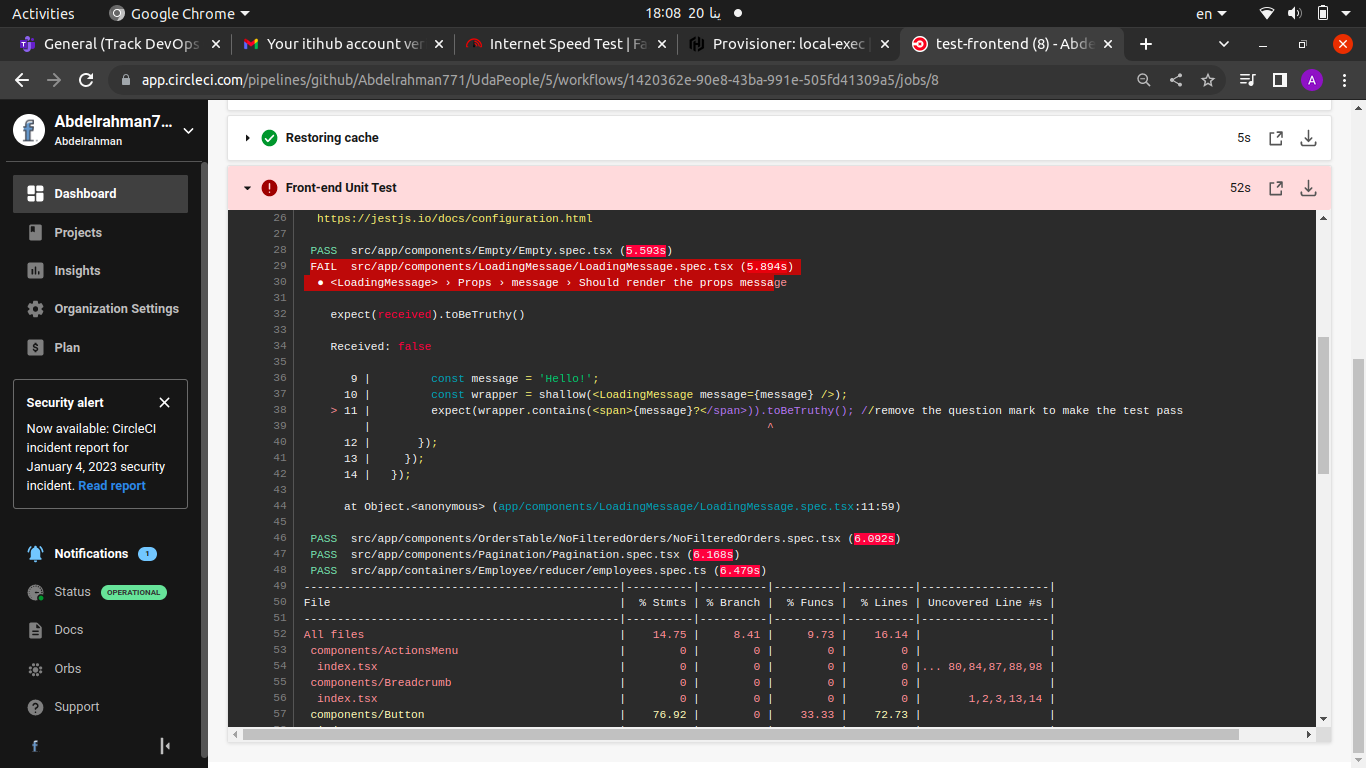 Activities
Google Chrome
18:08 20 ينا
en
General (Track DevOps
Your itihub account ver
Internet Speed Test | Fa
Provisioner: local-exec |
test-frontend (8) - Abde
app.circleci.com/pipelines/github/Abdelrahman771/UdaPeople/5/workflows/1420362e-90e8-43ba-991e-505fd41309a5/jobs/8
A
Abdelrahman7...
Abdelrahman
Dashboard
Projects
Insights
Organization Settings
Plan
Security alert
Now available: CircleCI
incident report for
January 4, 2023 security
incident. Read report
Notifications 1
Status OPERATIONAL
Docs
Orbs
Support
Restoring cache 5s
Front-end Unit Test 52s
26 https://jestjs.io/docs/configuration.html
27
28 PASS src/app/components/Empty/Empty.spec.tsx (5.593s)
29 FAIL src/app/components/LoadingMessage/LoadingMessage.spec.tsx (5.894s)
30 ● <LoadingMessage> › Props › message › Should render the props message
31
32 expect(received).toBeTruthy()
33
34 Received: false
35
36 9 | const message = 'Hello!';
37 10 | const wrapper = shallow(<LoadingMessage message={message} />);
38 > 11 | expect(wrapper.contains(<span>{message}?</span>)).toBeTruthy(); //remove the question mark to make the test pass
39 | ^
40 12 | });
41 13 | });
42 14 | });
43
44 at Object.<anonymous> (app/components/LoadingMessage/LoadingMessage.spec.tsx:11:59)
45
46 PASS src/app/components/OrdersTable/NoFilteredOrders/NoFilteredOrders.spec.tsx (6.092s)
47 PASS src/app/components/Pagination/Pagination.spec.tsx (6.168s)
48 PASS src/app/containers/Employee/reducer/employees.spec.ts (6.479s)
49 -----------------------------------------------|----------|----------|----------|----------|-------------------|
50 File | % Stmts | % Branch | % Funcs | % Lines | Uncovered Line #s |
51 -----------------------------------------------|----------|----------|----------|----------|-------------------|
52 All files | 14.75 | 8.41 | 9.73 | 16.14 | |
53 components/ActionsMenu | 0 | 0 | 0 | 0 | |
54 index.tsx | 0 | 0 | 0 | 0 |... 80,84,87,88,98 |
55 components/Breadcrumb | 0 | 0 | 0 | 0 | |
56 index.tsx | 0 | 0 | 0 | 0 | 1,2,3,13,14 |
57 components/Button | 76.92 | 0 | 33.33 | 72.73 | |